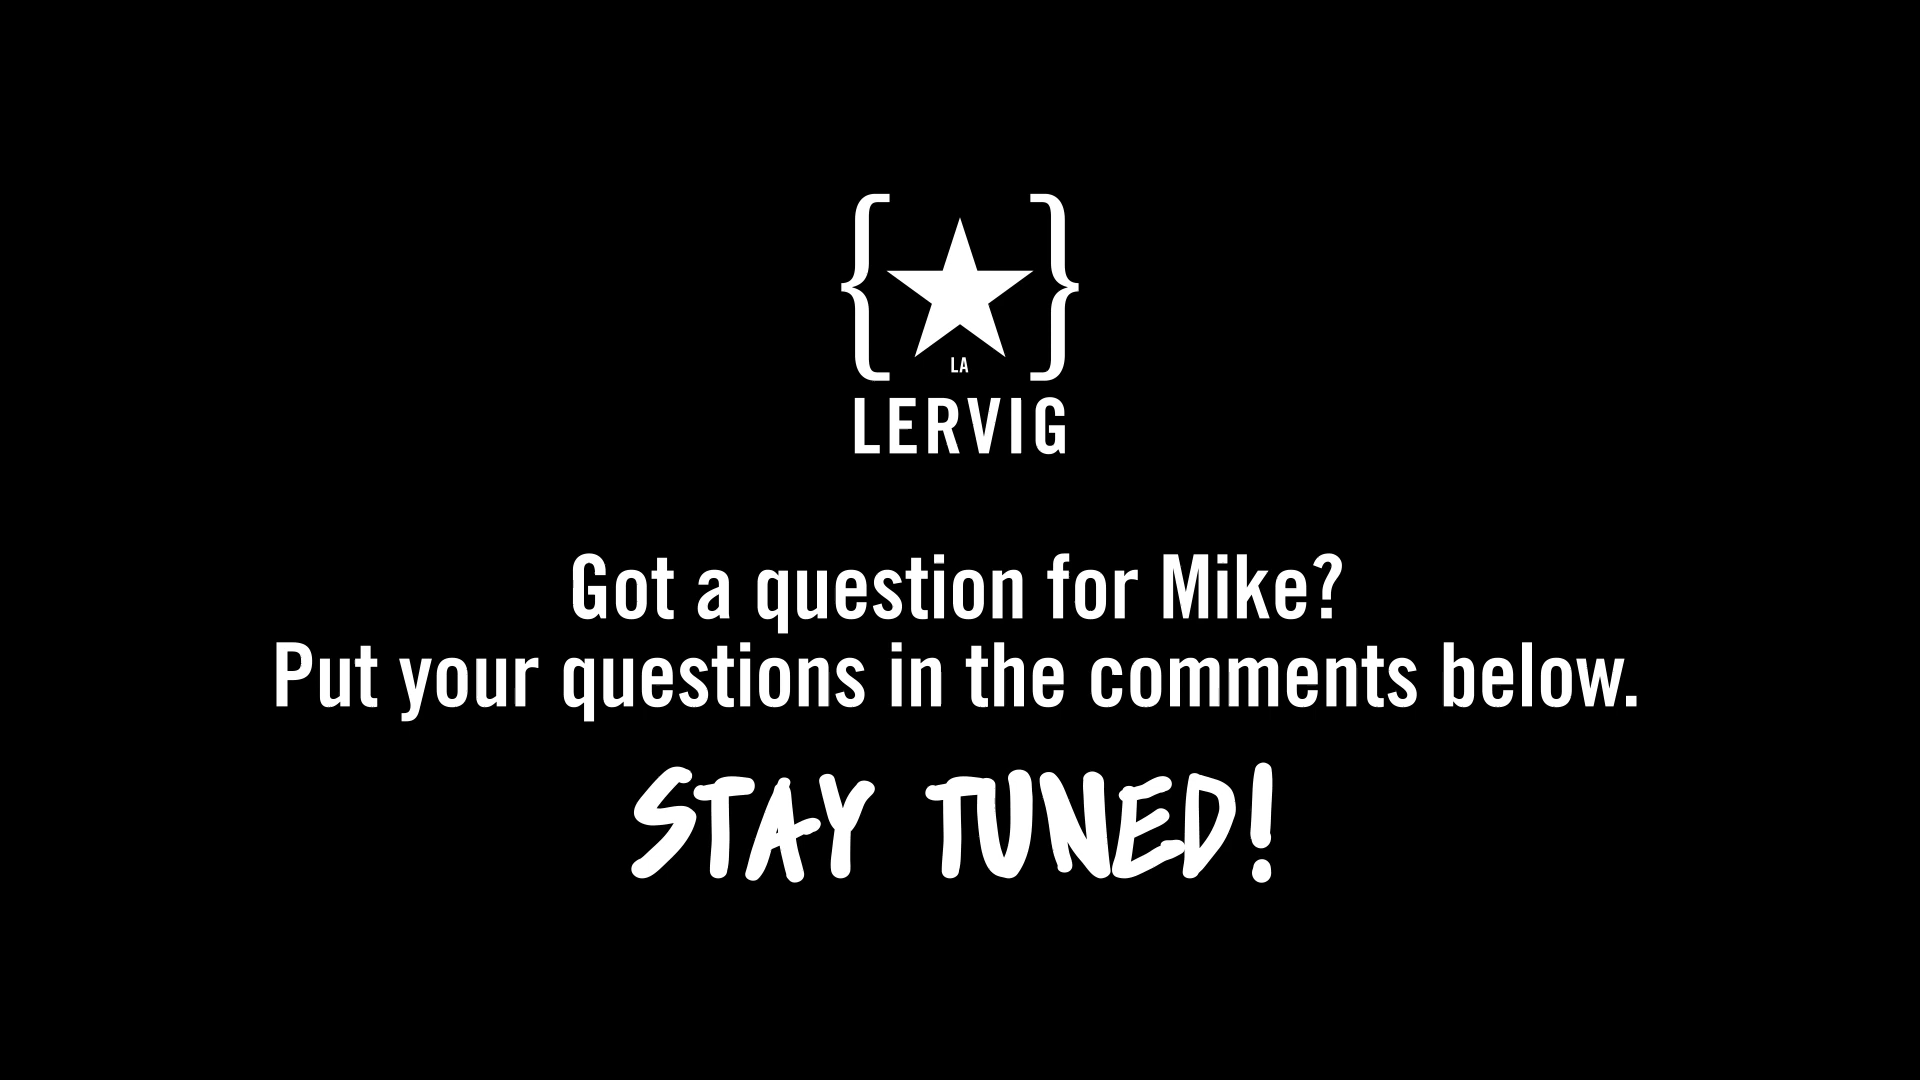 LA
LERVIG
Got a question for Mike?
Put your questions in the comments below.
STAY TUNED!